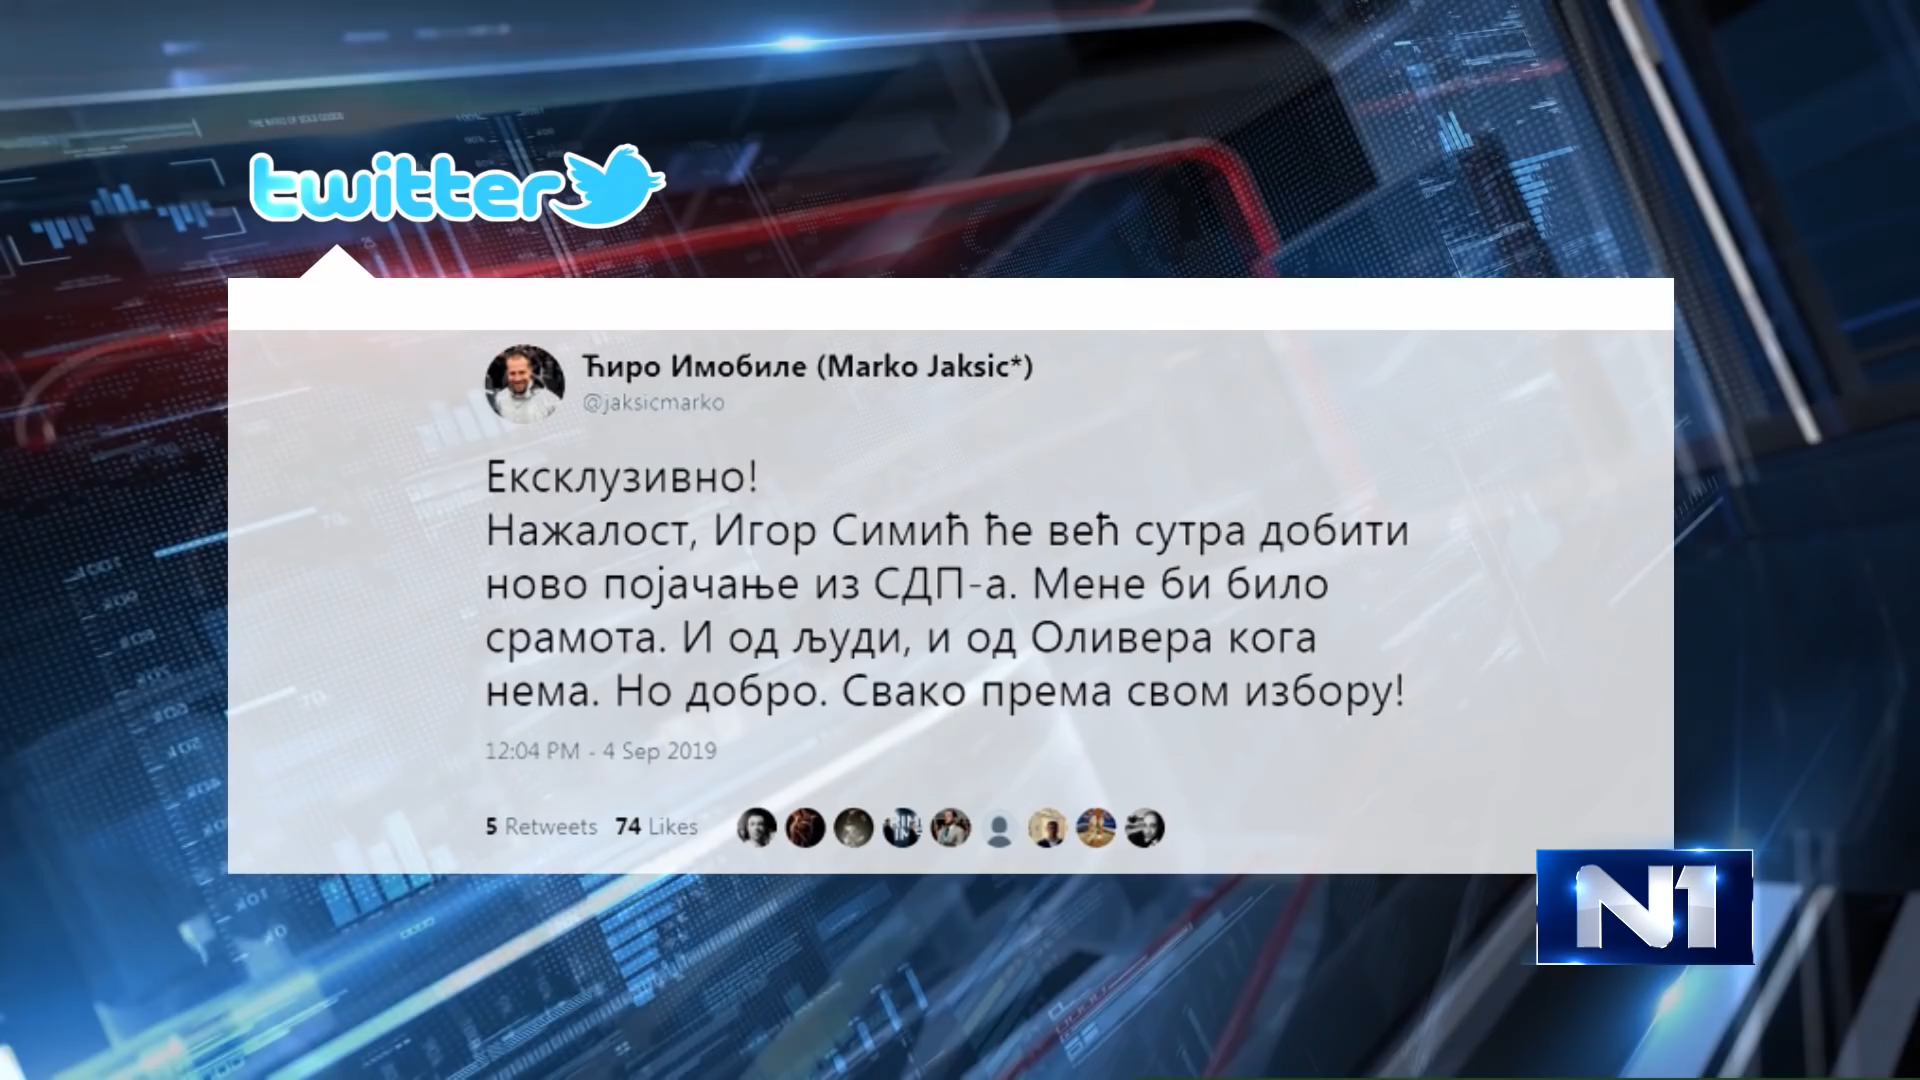 twitter
Ћиро Имобиле (Marko Jaksic*)
@jaksicmarko
Ексклузивно!
Нажалост, Игор Симић ће већ сутра добити
ново појачање из СДП-а. Мене би било
срамота. И од људи, и од Оливера кога
нема. Но добро. Свако према свом избору!
12:04 PM - 4 Sep 2019
5 Retweets 74 Likes
N1